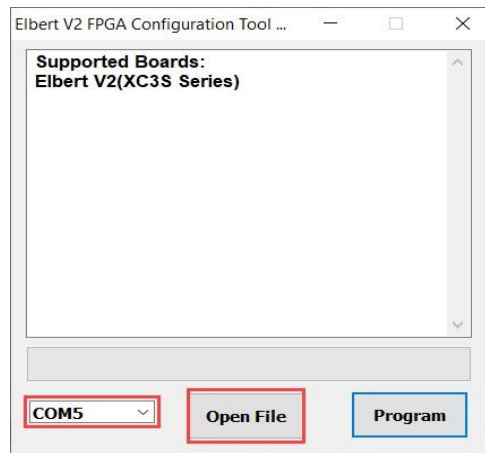 Elbert V2 FPGA Configuration Tool ...
Supported Boards:
Elbert V2(XC3S Series)
COM5
Open File
Program